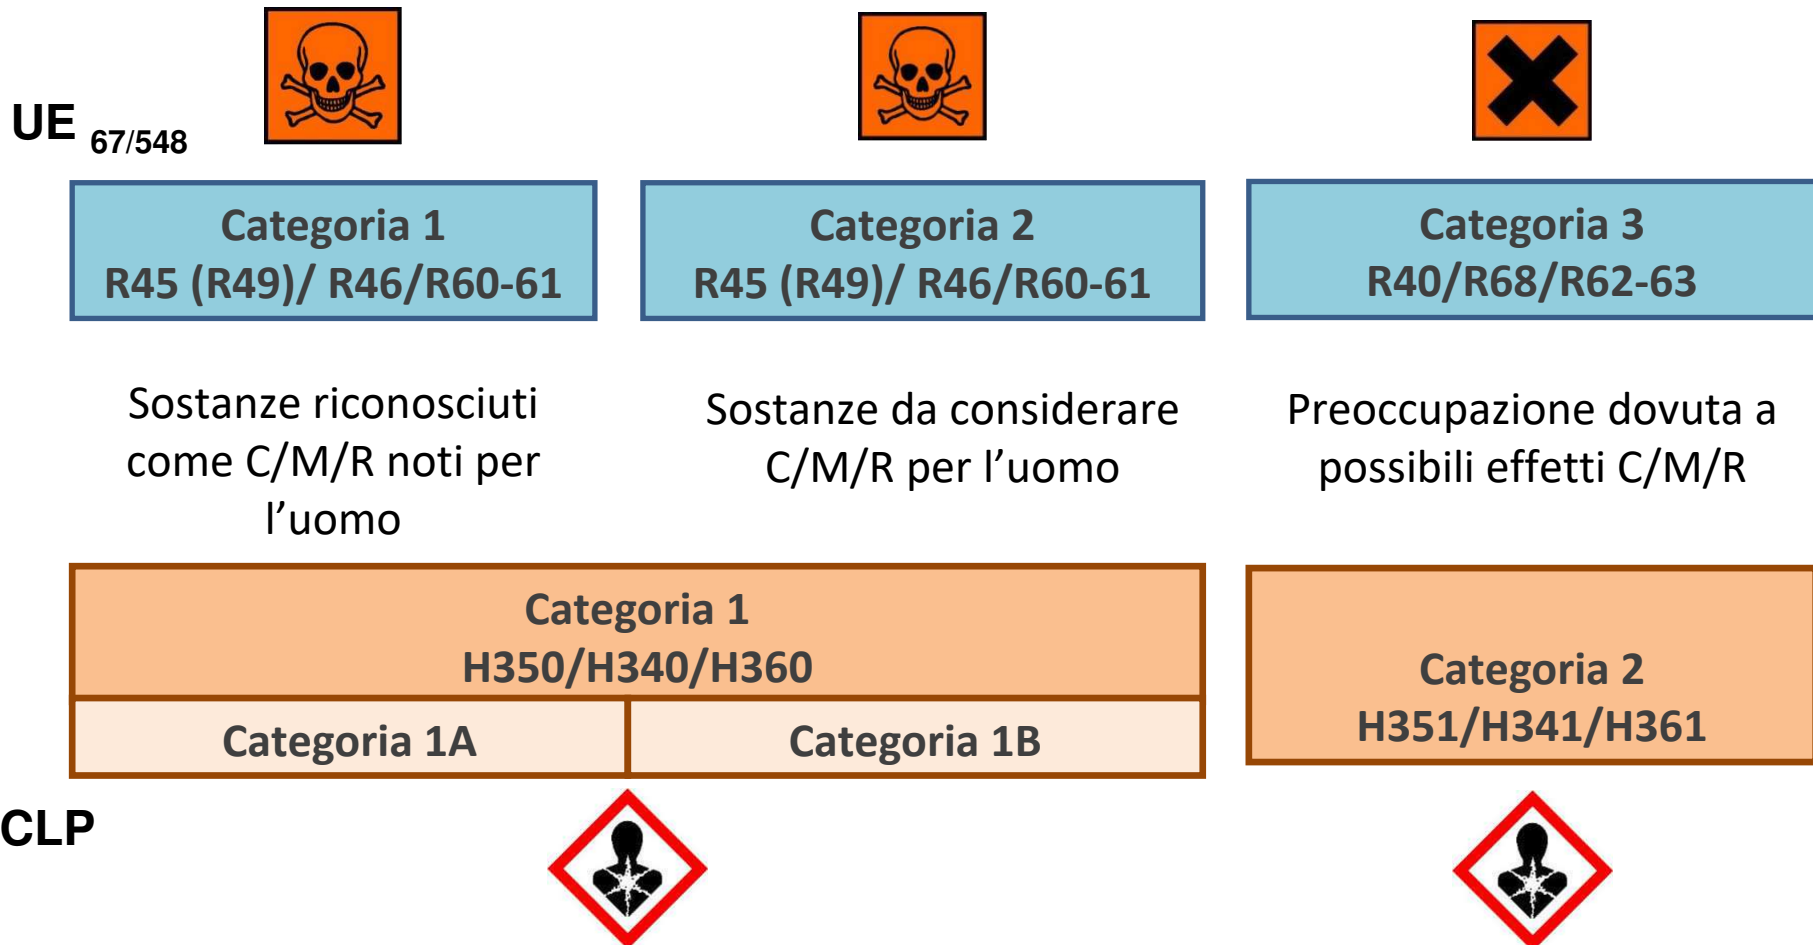 UE 67/548
Categoria 1
R45 (R49)/ R46/R60-61
Categoria 2
R45 (R49)/ R46/R60-61
Categoria 3
R40/R68/R62-63
Sostanze riconosciuti
come C/M/R noti per
l'uomo
Sostanze da considerare
C/M/R per l'uomo
Preoccupazione dovuta a
possibili effetti C/M/R
Categoria 1
H350/H340/H360
Categoria 1A
Categoria 1B
Categoria 2
H351/H341/H361
CLP